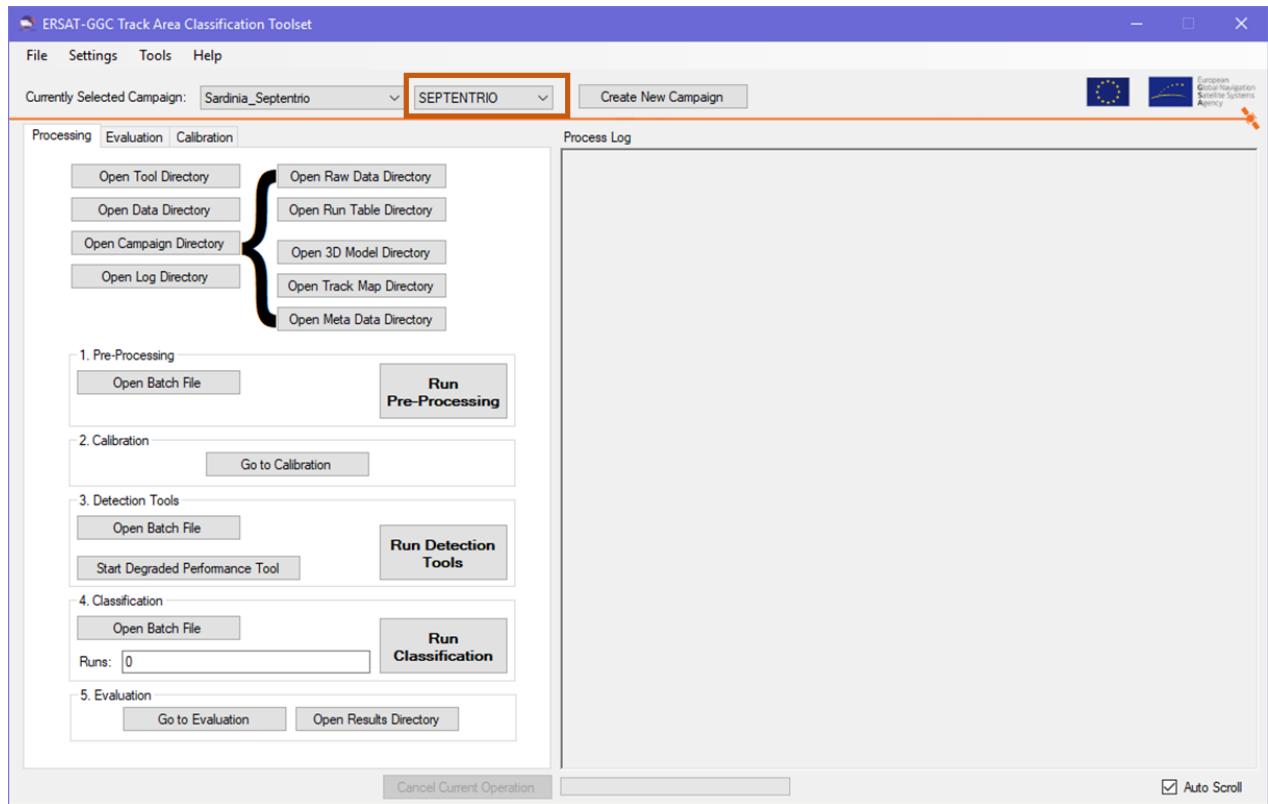 ERSAT-GGC Track Area Classification Toolset
File Settings Tools Help
Currently Selected Campaign: Sardinia_Septentrio SEPTENTRIO Create New Campaign
European
Global Navigation
Satellite Systems
Agency
Processing Evaluation Calibration
Process Log
Open Tool Directory Open Raw Data Directory
Open Data Directory Open Run Table Directory
Open Campaign Directory Open 3D Model Directory
Open Log Directory Open Track Map Directory
Open Meta Data Directory
1. Pre-Processing
Open Batch File
Run
Pre-Processing
2. Calibration
Go to Calibration
3. Detection Tools
Open Batch File
Run Detection
Tools
Start Degraded Performance Tool
4. Classification
Open Batch File
Run
Classification
Runs: 0
5. Evaluation
Go to Evaluation Open Results Directory
Cancel Current Operation Auto Scroll